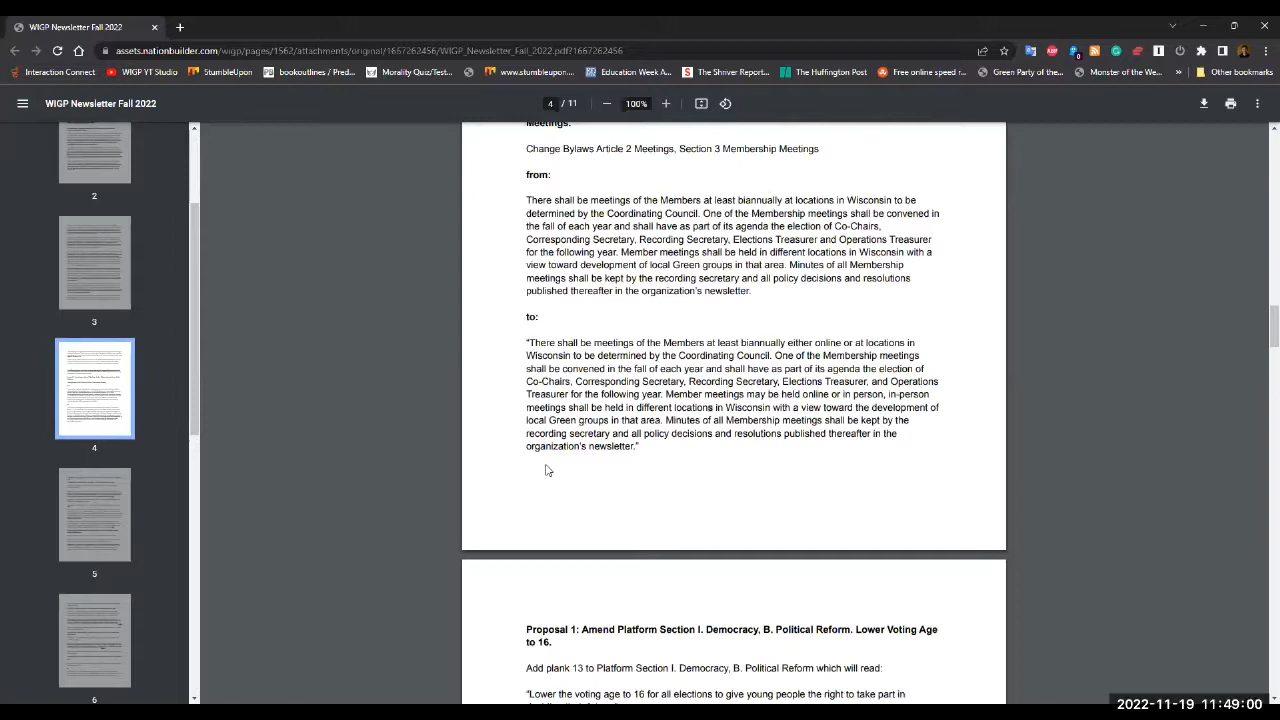 WIGP Newsletter Fall 2022
assets.nationbuilder.com/wigp/pages/1562/attachments/original/1667262456/WIGP_Newsletter_Fall_2022.pdf?1667262456
Interaction Connect
WIGP YT Studio
StumbleUpon
bookoutlines / Pred...
Morality Quiz/Test...
www.stumbleupon....
Education Week A...
The Shriver Report...
The Huffington Post
Free online speed r...
Green Party of the...
Monster of the We...
»
Other bookmarks
WIGP Newsletter Fall 2022
4 / 11
100%
2
3
4
5
6
Meetings.
Change Bylaws Article 2 Meetings, Section 3 Membership Meetings
from:
There shall be meetings of the Members at least biannually at locations in Wisconsin to be
determined by the Coordinating Council. One of the Membership meetings shall be convened in
the fall of each year and shall have as part of its agenda the election of Co-Chairs,
Corresponding Secretary, Recording Secretary, Elections Treasurer and Operations Treasurer
for the following year. Member meetings shall be held in different locations in Wisconsin with a
view toward development of local Green groups in that area. Minutes of all Membership
meetings shall be kept by the recording secretary and all policy decisions and resolutions
published thereafter in the organization's newsletter.
to:
"There shall be meetings of the Members at least biannually either online or at locations in
Wisconsin to be determined by the Coordinating Council. One of the Membership meetings
shall be convened in the fall of each year and shall have as part of its agenda the election of
Co-Chairs, Corresponding Secretary, Recording Secretary, Elections Treasurer, and Operations
Treasurer for the following year. Member meetings may be held online or in person, in-person
meetings shall be held in different locations in Wisconsin with a view toward the development of
local Green groups in that area. Minutes of all Membership meetings shall be kept by the
recording secretary and all policy decisions and resolutions published thereafter in the
organization's newsletter."
Proposal 1: Amend Platform Section I. Democracy, B. Political Reform. Lower Voting Age
to 16.
Add plank 13 to Platform Section I. Democracy, B. Political Reform which will read:
"Lower the voting age to 16 for all elections to give young people the right to take part in
2022-11-19 11:49:00